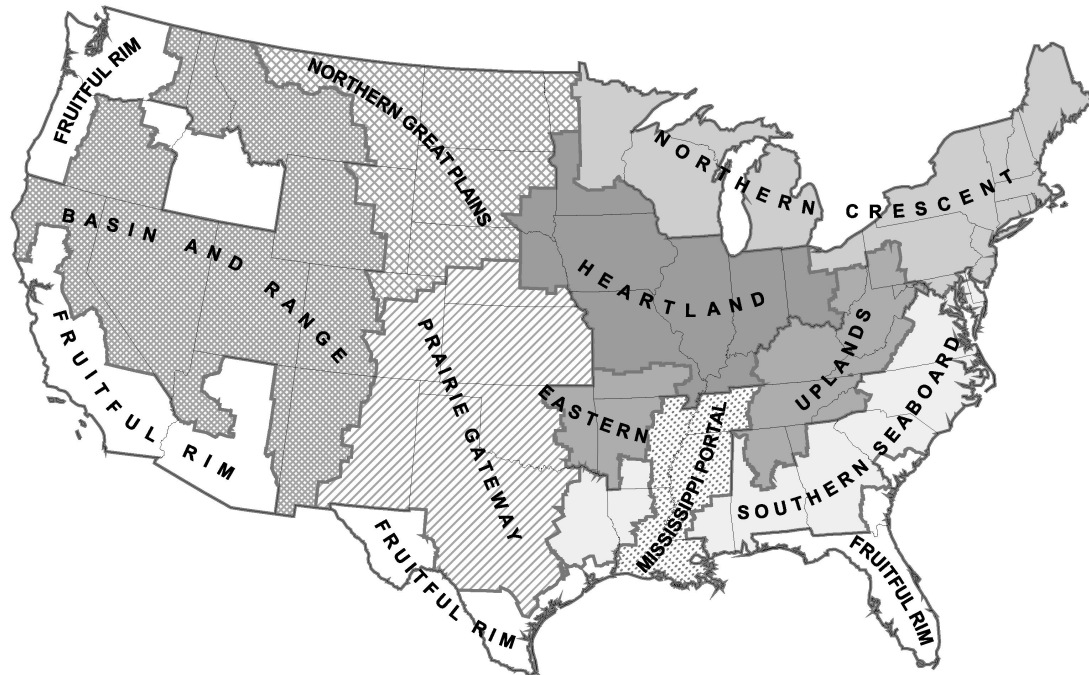 FRUITFUL RIM
NORTHERN GREAT PLAINS
NORTHERN CRESCENT
BASIN AND RANGE
HEARTLAND
FRUITFUL RIM
PRAIRIE GATEWAY
EASTERN UPLANDS
MISSISSIPPI PORTAL
SOUTHERN SEABOARD
FRUITFUL RIM
FRUITFUL RIM